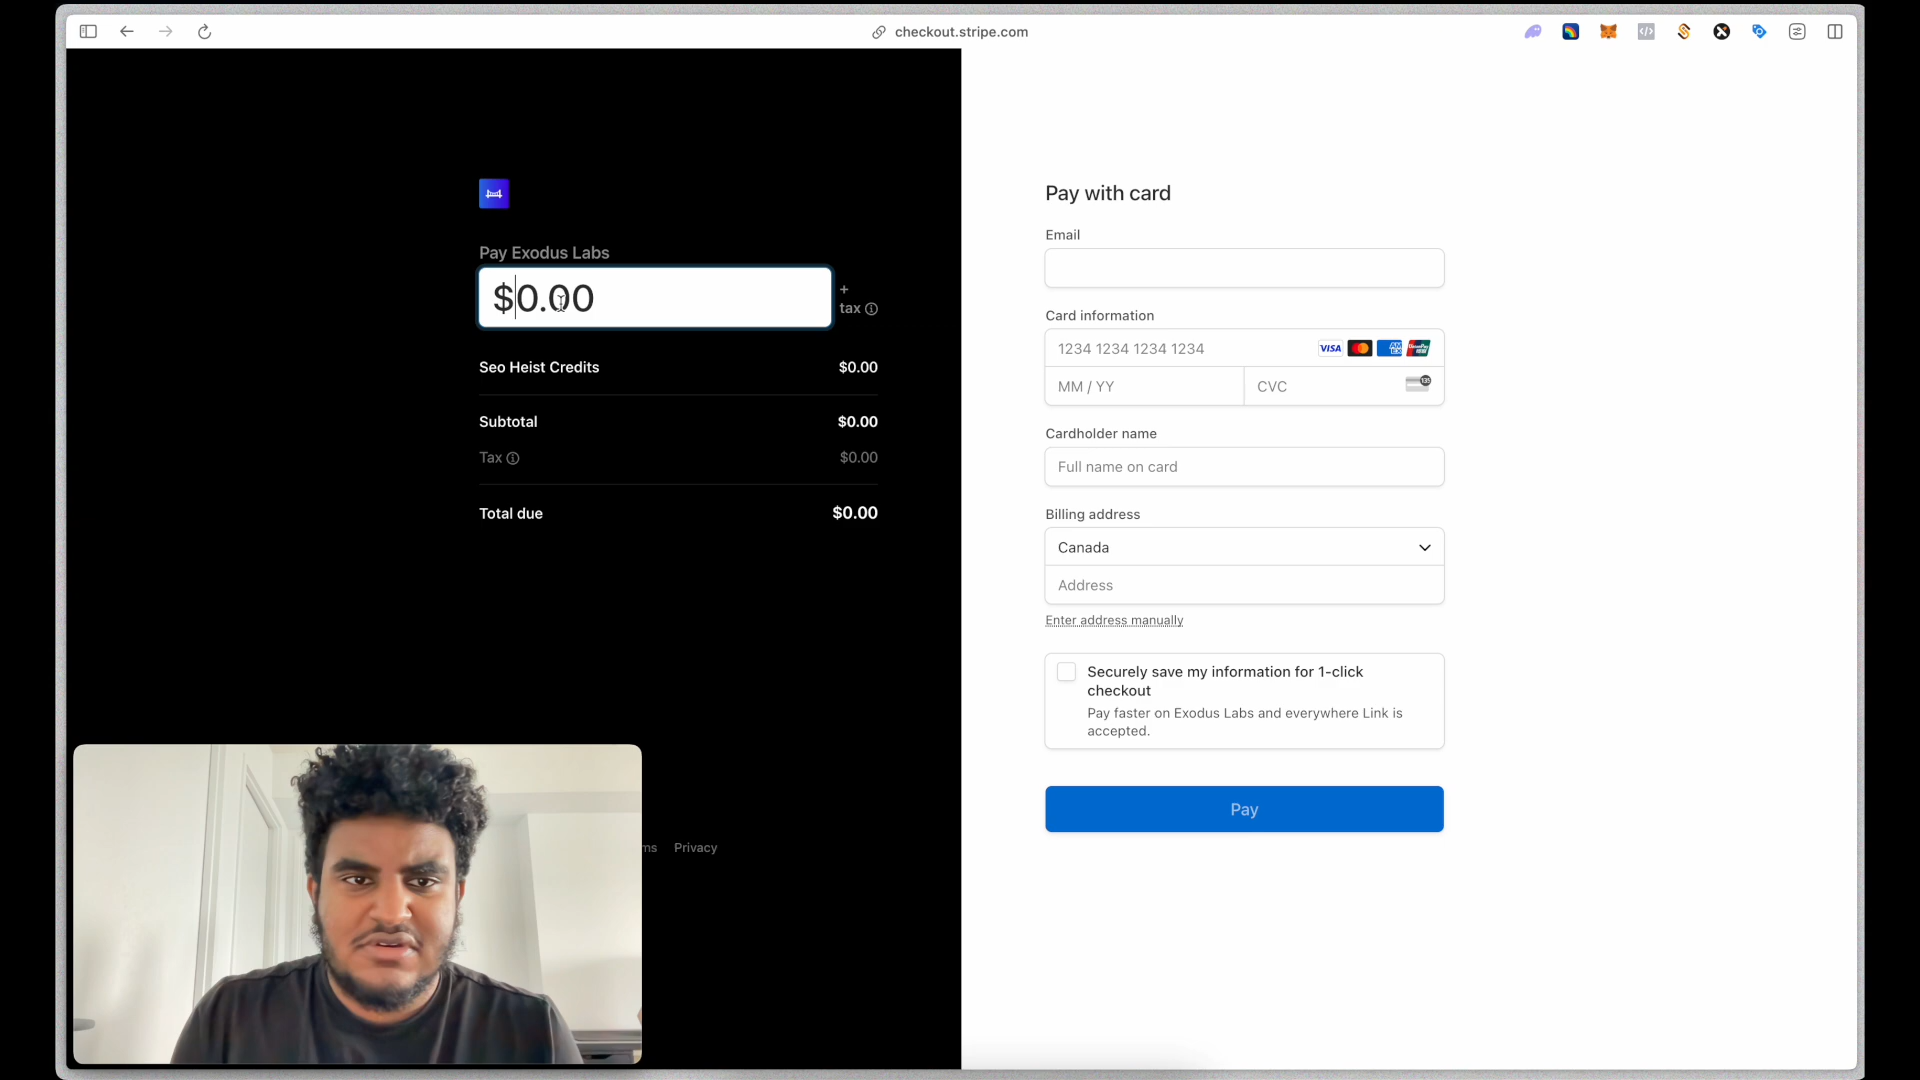 checkout.stripe.com
Pay Exodus Labs
$0.00
+
tax
Seo Heist Credits $0.00
Subtotal $0.00
Tax $0.00
Total due $0.00
ms Privacy
Pay with card
Email
Card information
1234 1234 1234 1234 VISA
MM / YY CVC 135
Cardholder name
Full name on card
Billing address
Canada
Address
Enter address manually
Securely save my information for 1-click
checkout
Pay faster on Exodus Labs and everywhere Link is
accepted.
Pay